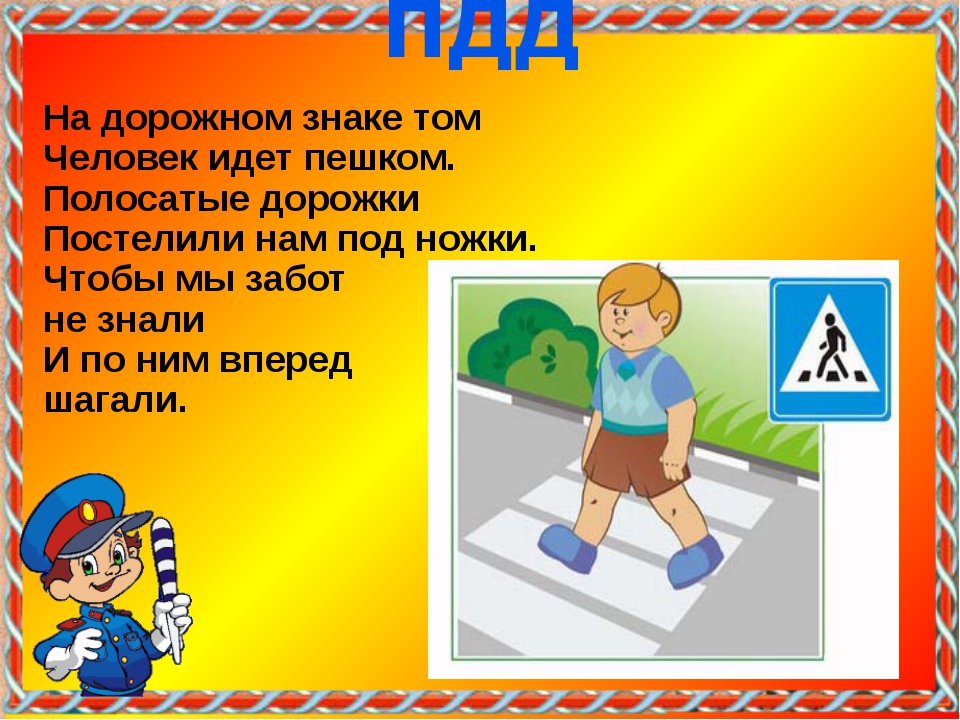 ПДД
На дорожном знаке том
Человек идет пешком.
Полосатые дорожки
Постелили нам под ножки.
Чтобы мы забот
не знали
И по ним вперед
шагали.